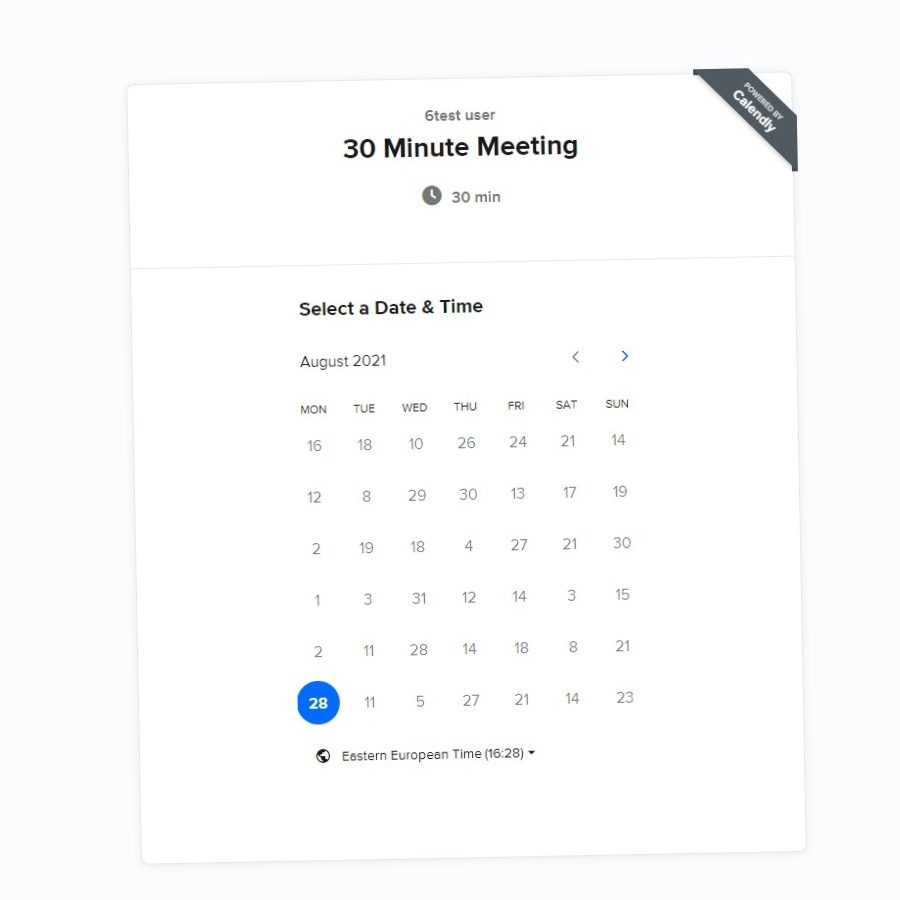 POWERED BY
Calendly
6test user
30 Minute Meeting
30 min
Select a Date & Time
August 2021
MON TUE WED THU FRI SAT SUN
16 18 10 26 24 21 14
12 8 29 30 13 17 19
2 19 18 4 27 21 30
1 3 31 12 14 3 15
2 11 28 14 18 8 21
28 11 5 27 21 14 23
Eastern European Time (16:28)